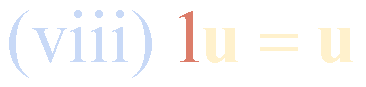 (viii) 1u = u